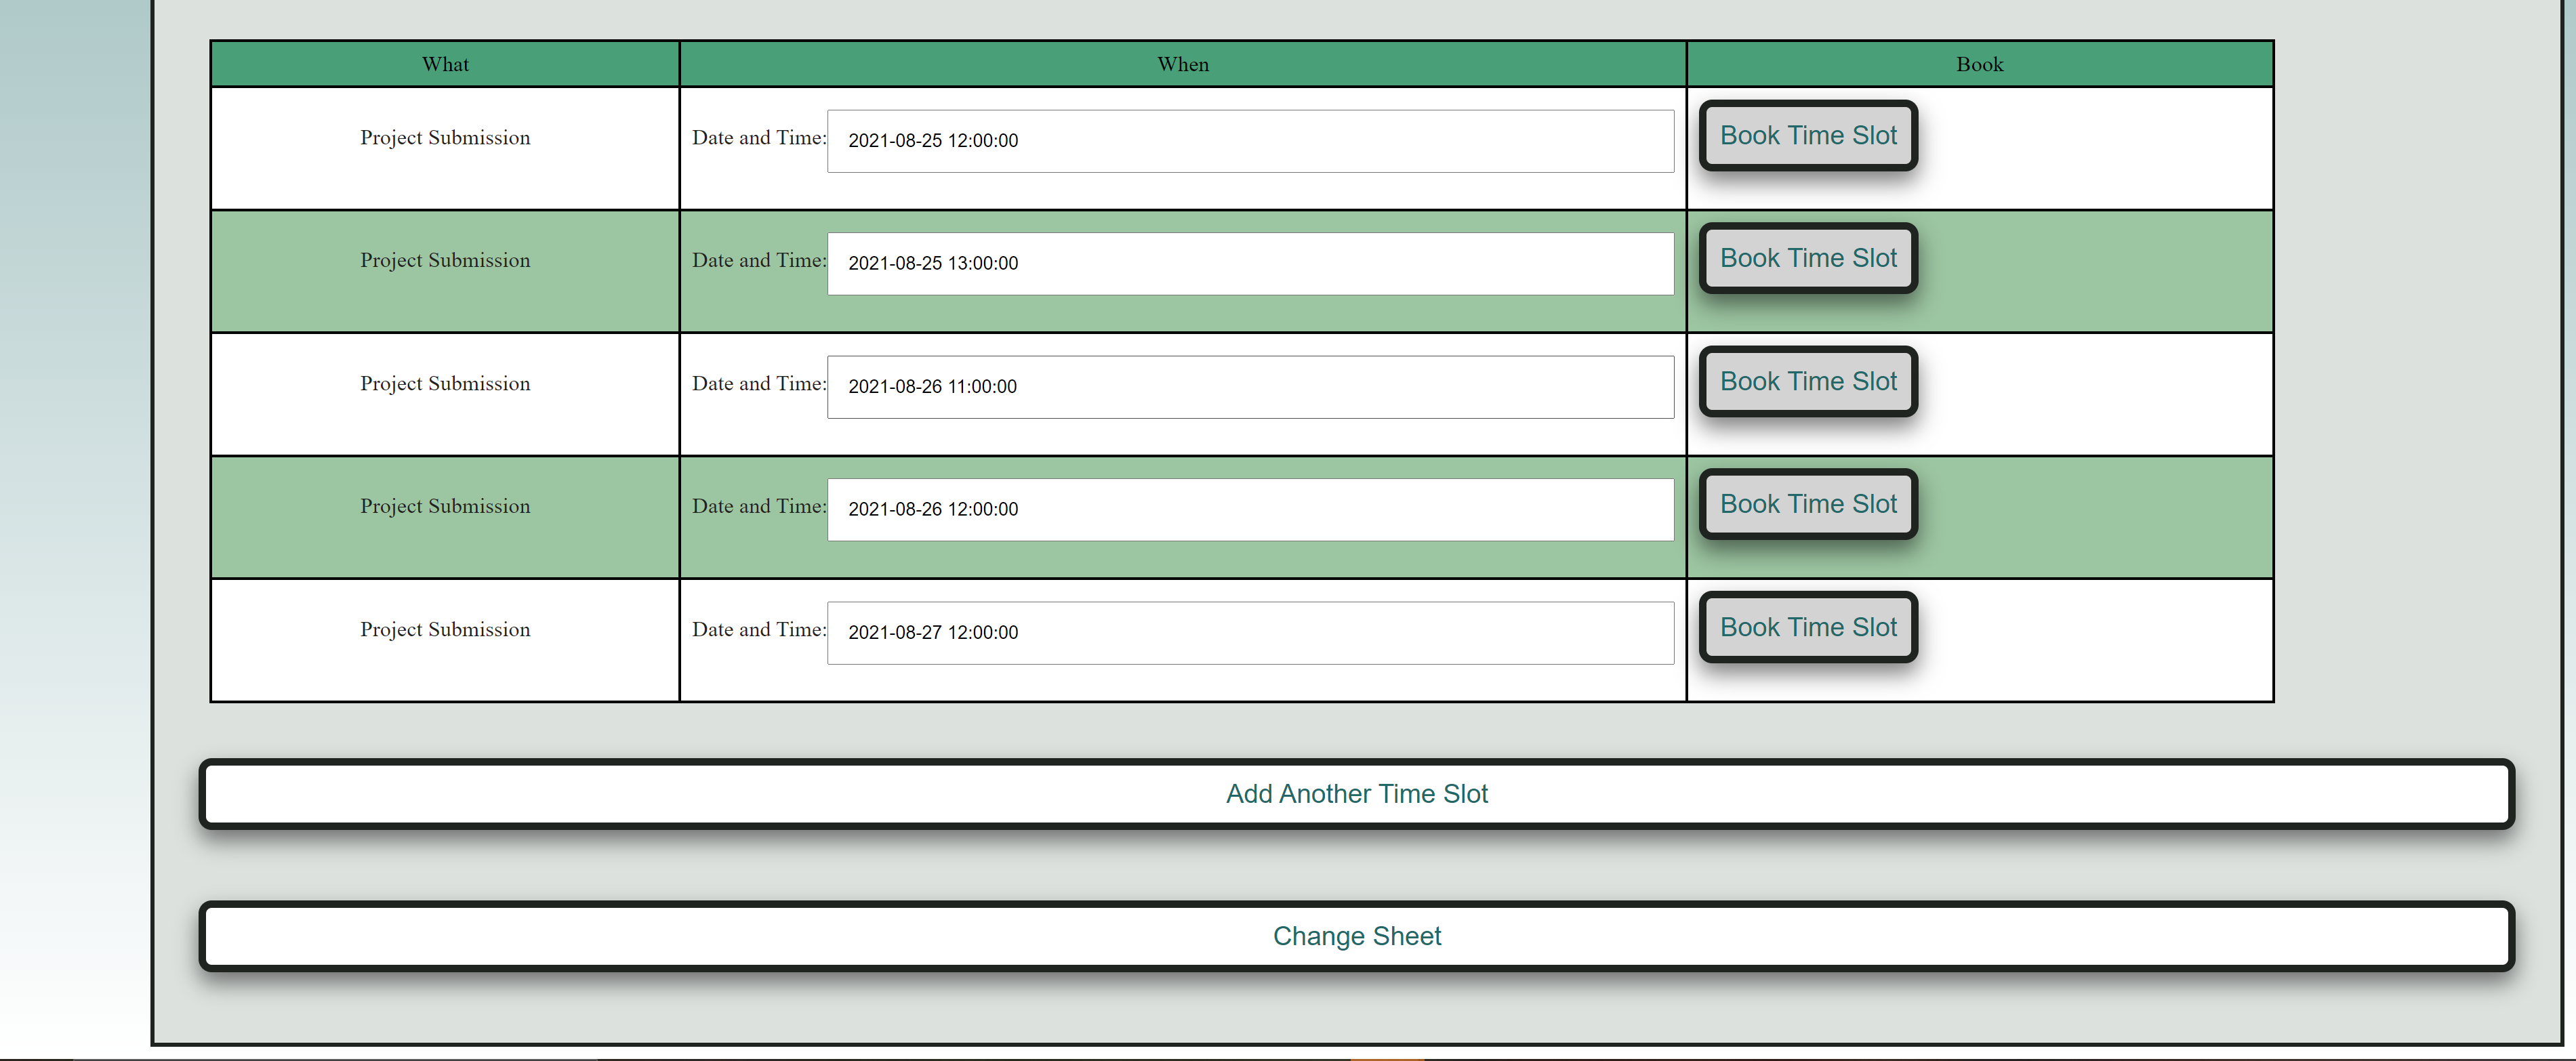 What When Book
Project Submission Date and Time: 2021-08-25 12:00:00 Book Time Slot
Project Submission Date and Time: 2021-08-25 13:00:00 Book Time Slot
Project Submission Date and Time: 2021-08-26 11:00:00 Book Time Slot
Project Submission Date and Time: 2021-08-26 12:00:00 Book Time Slot
Project Submission Date and Time: 2021-08-27 12:00:00 Book Time Slot
Add Another Time Slot
Change Sheet